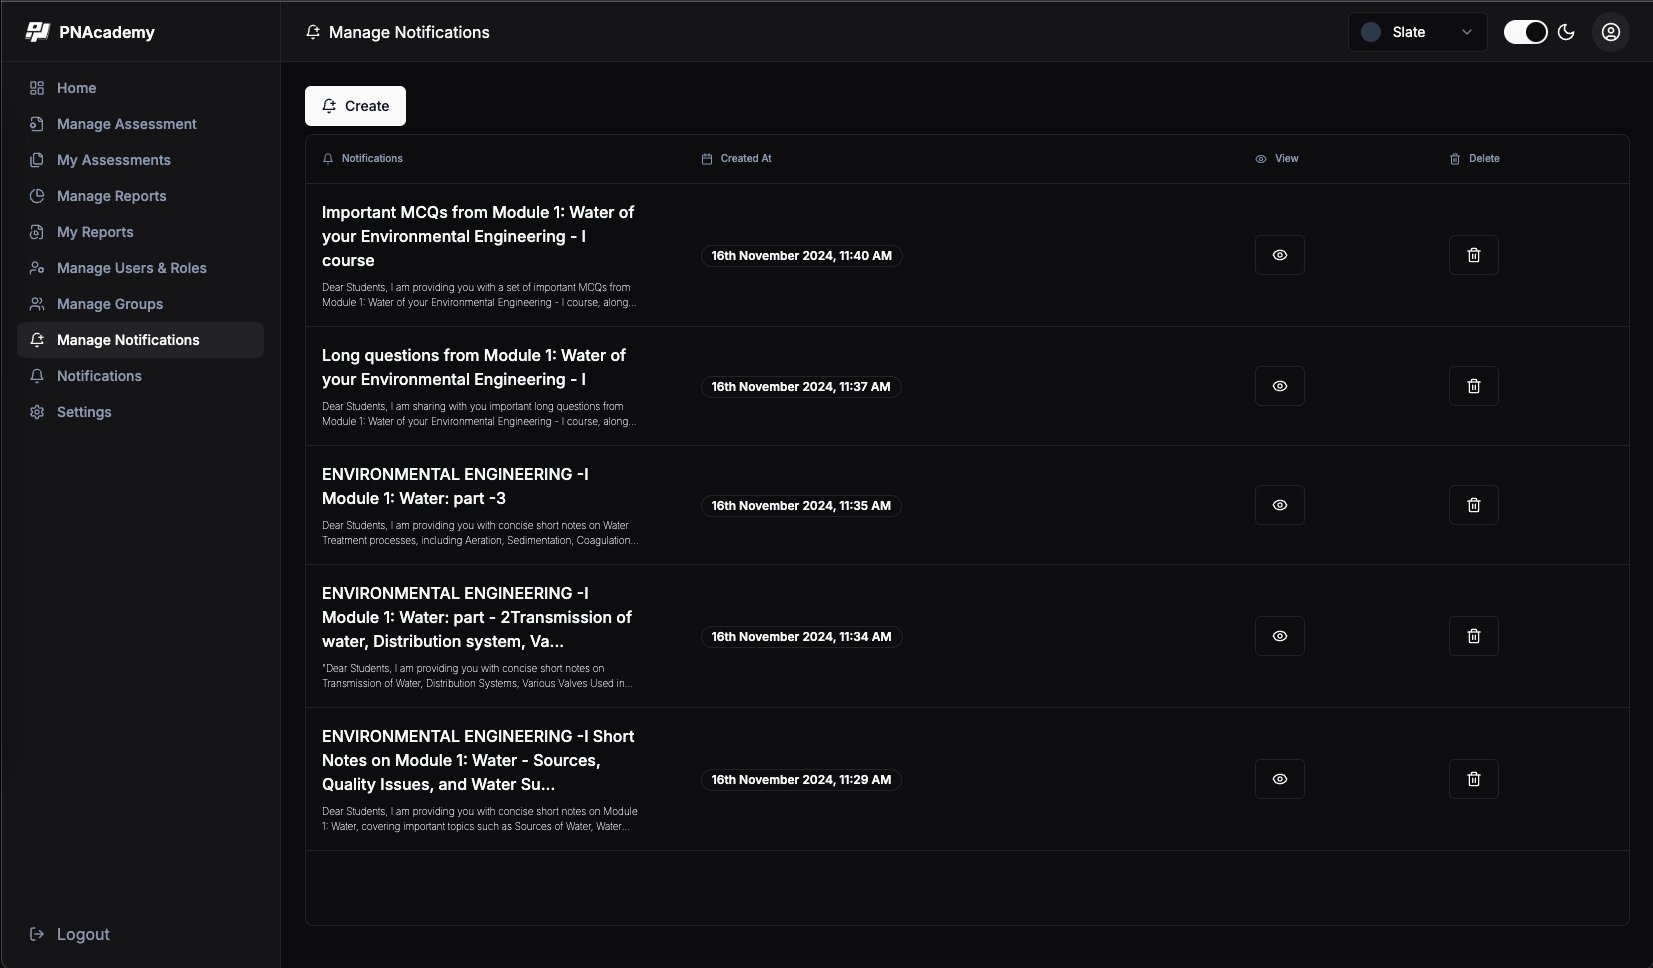 PNAcademy
Manage Notifications
Slate
Home
Manage Assessment
My Assessments
Manage Reports
My Reports
Manage Users & Roles
Manage Groups
Manage Notifications
Notifications
Settings
Logout
Create
Notifications
Created At
View
Delete
Important MCQs from Module 1: Water of
your Environmental Engineering - I
course
Dear Students, I am providing you with a set of important MCQs from
Module 1: Water of your Environmental Engineering - I course, along...
16th November 2024, 11:40 AM
Long questions from Module 1: Water of
your Environmental Engineering - I
Dear Students, I am sharing with you important long questions from
Module 1: Water of your Environmental Engineering - I course, along...
16th November 2024, 11:37 AM
ENVIRONMENTAL ENGINEERING -I
Module 1: Water: part -3
Dear Students, I am providing you with concise short notes on Water
Treatment processes, including Aeration, Sedimentation, Coagulation...
16th November 2024, 11:35 AM
ENVIRONMENTAL ENGINEERING -I
Module 1: Water: part - 2Transmission of
water, Distribution system, Va...
"Dear Students, I am providing you with concise short notes on
Transmission of Water, Distribution Systems, Various Valves Used in...
16th November 2024, 11:34 AM
ENVIRONMENTAL ENGINEERING -I Short
Notes on Module 1: Water - Sources,
Quality Issues, and Water Su...
Dear Students, I am providing you with concise short notes on Module
1: Water, covering important topics such as Sources of Water, Water...
16th November 2024, 11:29 AM